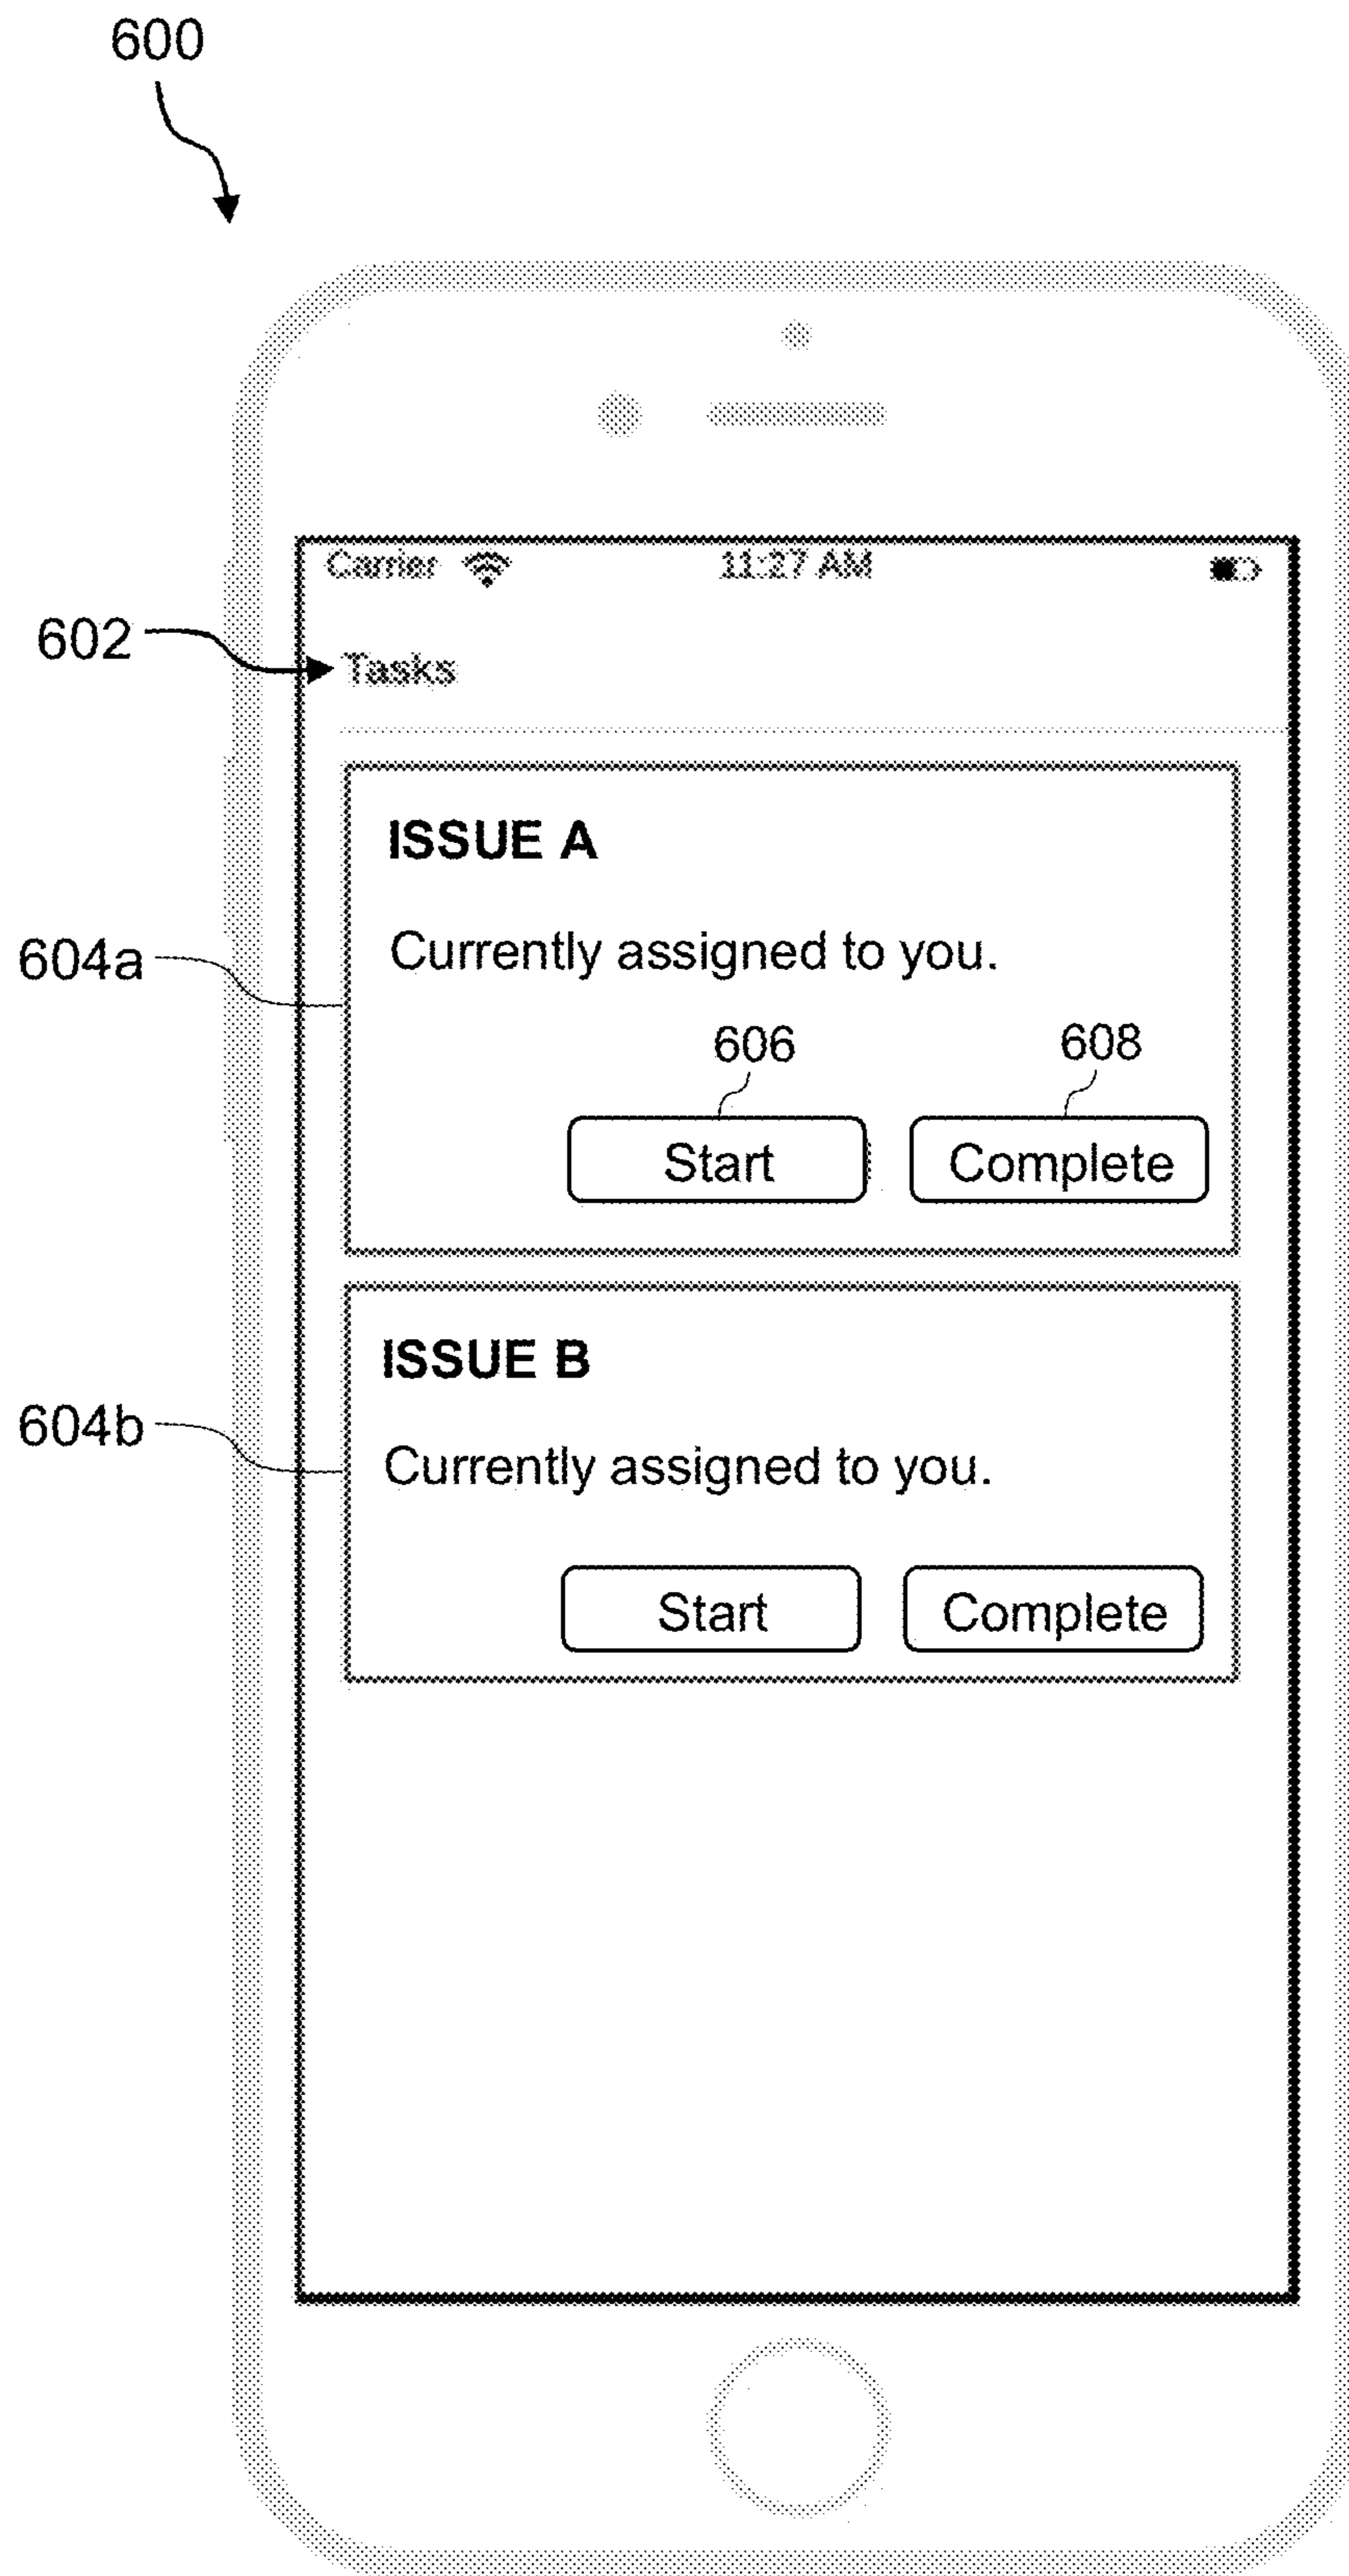 600
Carrier 11:27 AM
602
Tasks
ISSUE A
Currently assigned to you.
604a
606 608
Start Complete
ISSUE B
604b
Currently assigned to you.
Start Complete